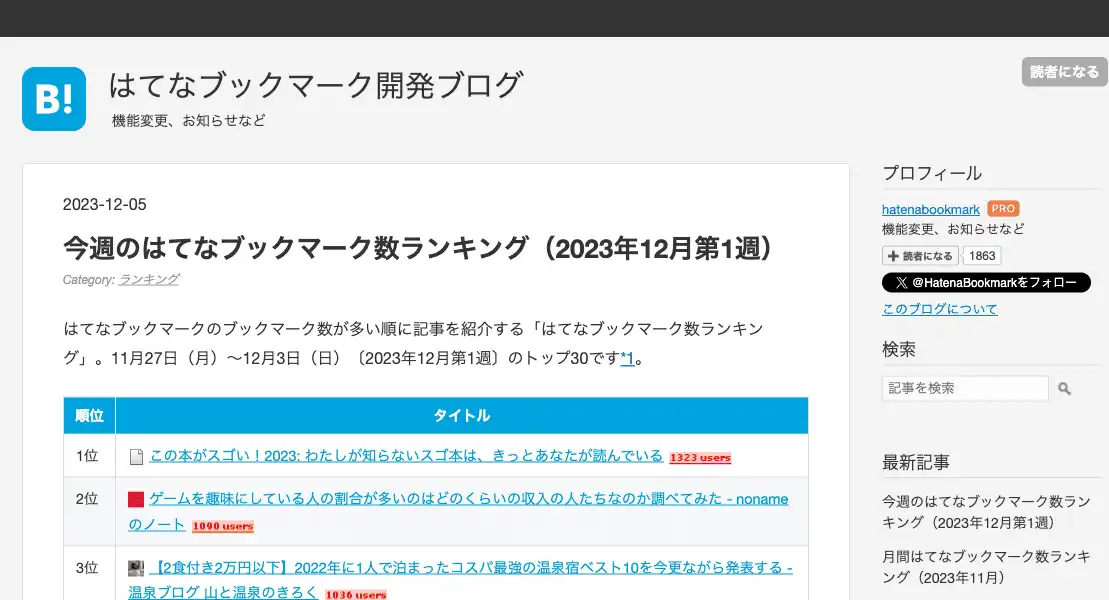 B!
はてなブックマーク開発ブログ
機能変更、お知らせなど
読者になる
2023-12-05
今週のはてなブックマーク数ランキング（2023年12月第1週）
Category: ランキング
はてなブックマークのブックマーク数が多い順に記事を紹介する「はてなブックマーク数ランキン
グ」。11月27日（月）〜12月3日（日）〔2023年12月第1週〕のトップ30です*1。
順位 タイトル
1位 この本がスゴい！2023: わたしが知らないスゴ本は、きっとあなたが読んでいる 1323 users
2位 ゲームを趣味にしている人の割合が多いのはどのくらいの収入の人たちなのか調べてみた - noname
のノート 1090 users
3位 【2食付き2万円以下】2022年に1人で泊まったコスパ最強の温泉宿ベスト10を今更ながら発表する -
温泉ブログ 山と温泉のきろく 1036 users
プロフィール
hatenabookmark PRO
機能変更、お知らせなど
読者になる 1863
@HatenaBookmarkをフォロー
このブログについて
検索
記事を検索
最新記事
今週のはてなブックマーク数ラン
キング（2023年12月第1週）
月間はてなブックマーク数ランキ
ング（2023年11月）